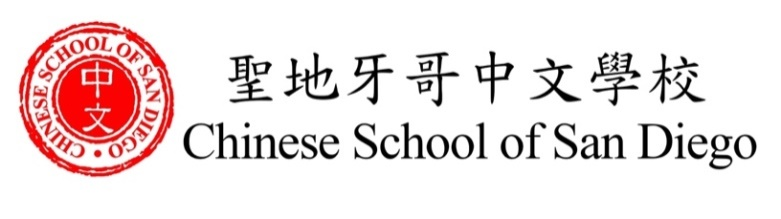 CHINESE SCHOOL OF SAN DIEGO
中文
聖地牙哥中文學校
Chinese School of San Diego